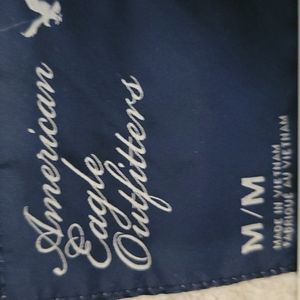 American
Eagle
Outfitters
M/M
MADE IN VIETNAM
FABRIQUE AU VIETNAM